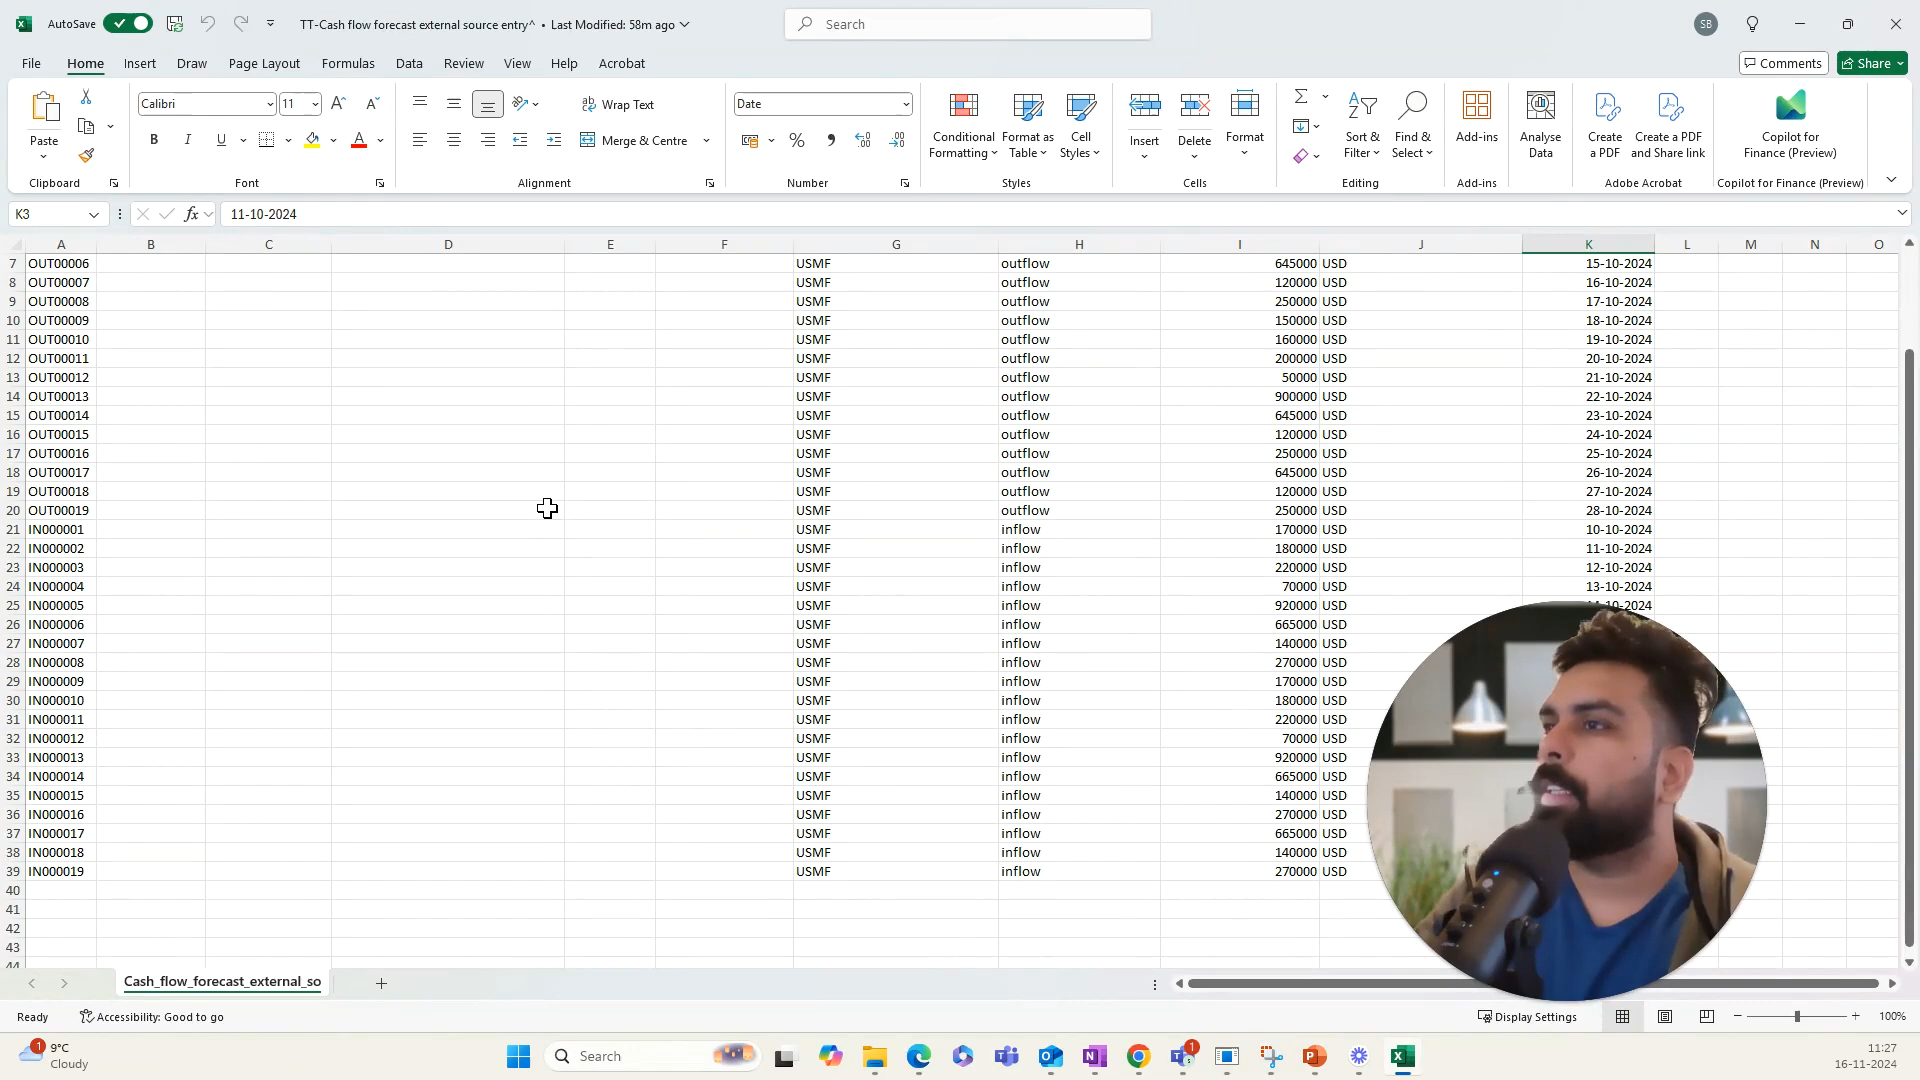 AutoSave TT-Cash flow forecast external source entry^ • Last Modified: 58m ago Search SB
File Home Insert Draw Page Layout Formulas Data Review View Help Acrobat Comments Share
Calibri 11 A^ A˅ ab Wrap Text Date
Paste B I U A Merge & Centre % , Conditional Formatting Format as Table Cell Styles Insert Delete Format Σ Sort & Filter Find & Select Add-ins Analyse Data Create a PDF Create a PDF and Share link Copilot for Finance (Preview)
Clipboard Font Alignment Number Styles Cells Editing Add-ins Adobe Acrobat Copilot for Finance (Preview)
K3 fx 11-10-2024
A B C D E F G H I J K L M N O
7 OUT00006 USMF outflow 645000 USD 15-10-2024
8 OUT00007 USMF outflow 120000 USD 16-10-2024
9 OUT00008 USMF outflow 250000 USD 17-10-2024
10 OUT00009 USMF outflow 150000 USD 18-10-2024
11 OUT00010 USMF outflow 160000 USD 19-10-2024
12 OUT00011 USMF outflow 200000 USD 20-10-2024
13 OUT00012 USMF outflow 50000 USD 21-10-2024
14 OUT00013 USMF outflow 900000 USD 22-10-2024
15 OUT00014 USMF outflow 645000 USD 23-10-2024
16 OUT00015 USMF outflow 120000 USD 24-10-2024
17 OUT00016 USMF outflow 250000 USD 25-10-2024
18 OUT00017 USMF outflow 645000 USD 26-10-2024
19 OUT00018 USMF outflow 120000 USD 27-10-2024
20 OUT00019 USMF outflow 250000 USD 28-10-2024
21 IN000001 USMF inflow 170000 USD 10-10-2024
22 IN000002 USMF inflow 180000 USD 11-10-2024
23 IN000003 USMF inflow 220000 USD 12-10-2024
24 IN000004 USMF inflow 70000 USD 13-10-2024
25 IN000005 USMF inflow 920000 USD
26 IN000006 USMF inflow 665000 USD
27 IN000007 USMF inflow 140000 USD
28 IN000008 USMF inflow 270000 USD
29 IN000009 USMF inflow 170000 USD
30 IN000010 USMF inflow 180000 USD
31 IN000011 USMF inflow 220000 USD
32 IN000012 USMF inflow 70000 USD
33 IN000013 USMF inflow 920000 USD
34 IN000014 USMF inflow 665000 USD
35 IN000015 USMF inflow 140000 USD
36 IN000016 USMF inflow 270000 USD
37 IN000017 USMF inflow 665000 USD
38 IN000018 USMF inflow 140000 USD
39 IN000019 USMF inflow 270000 USD
40
41
42
43
44
Cash_flow_forecast_external_so
Ready Accessibility: Good to go Display Settings 100%
1 9°C Search 1 11:27
Cloudy 16-11-2024